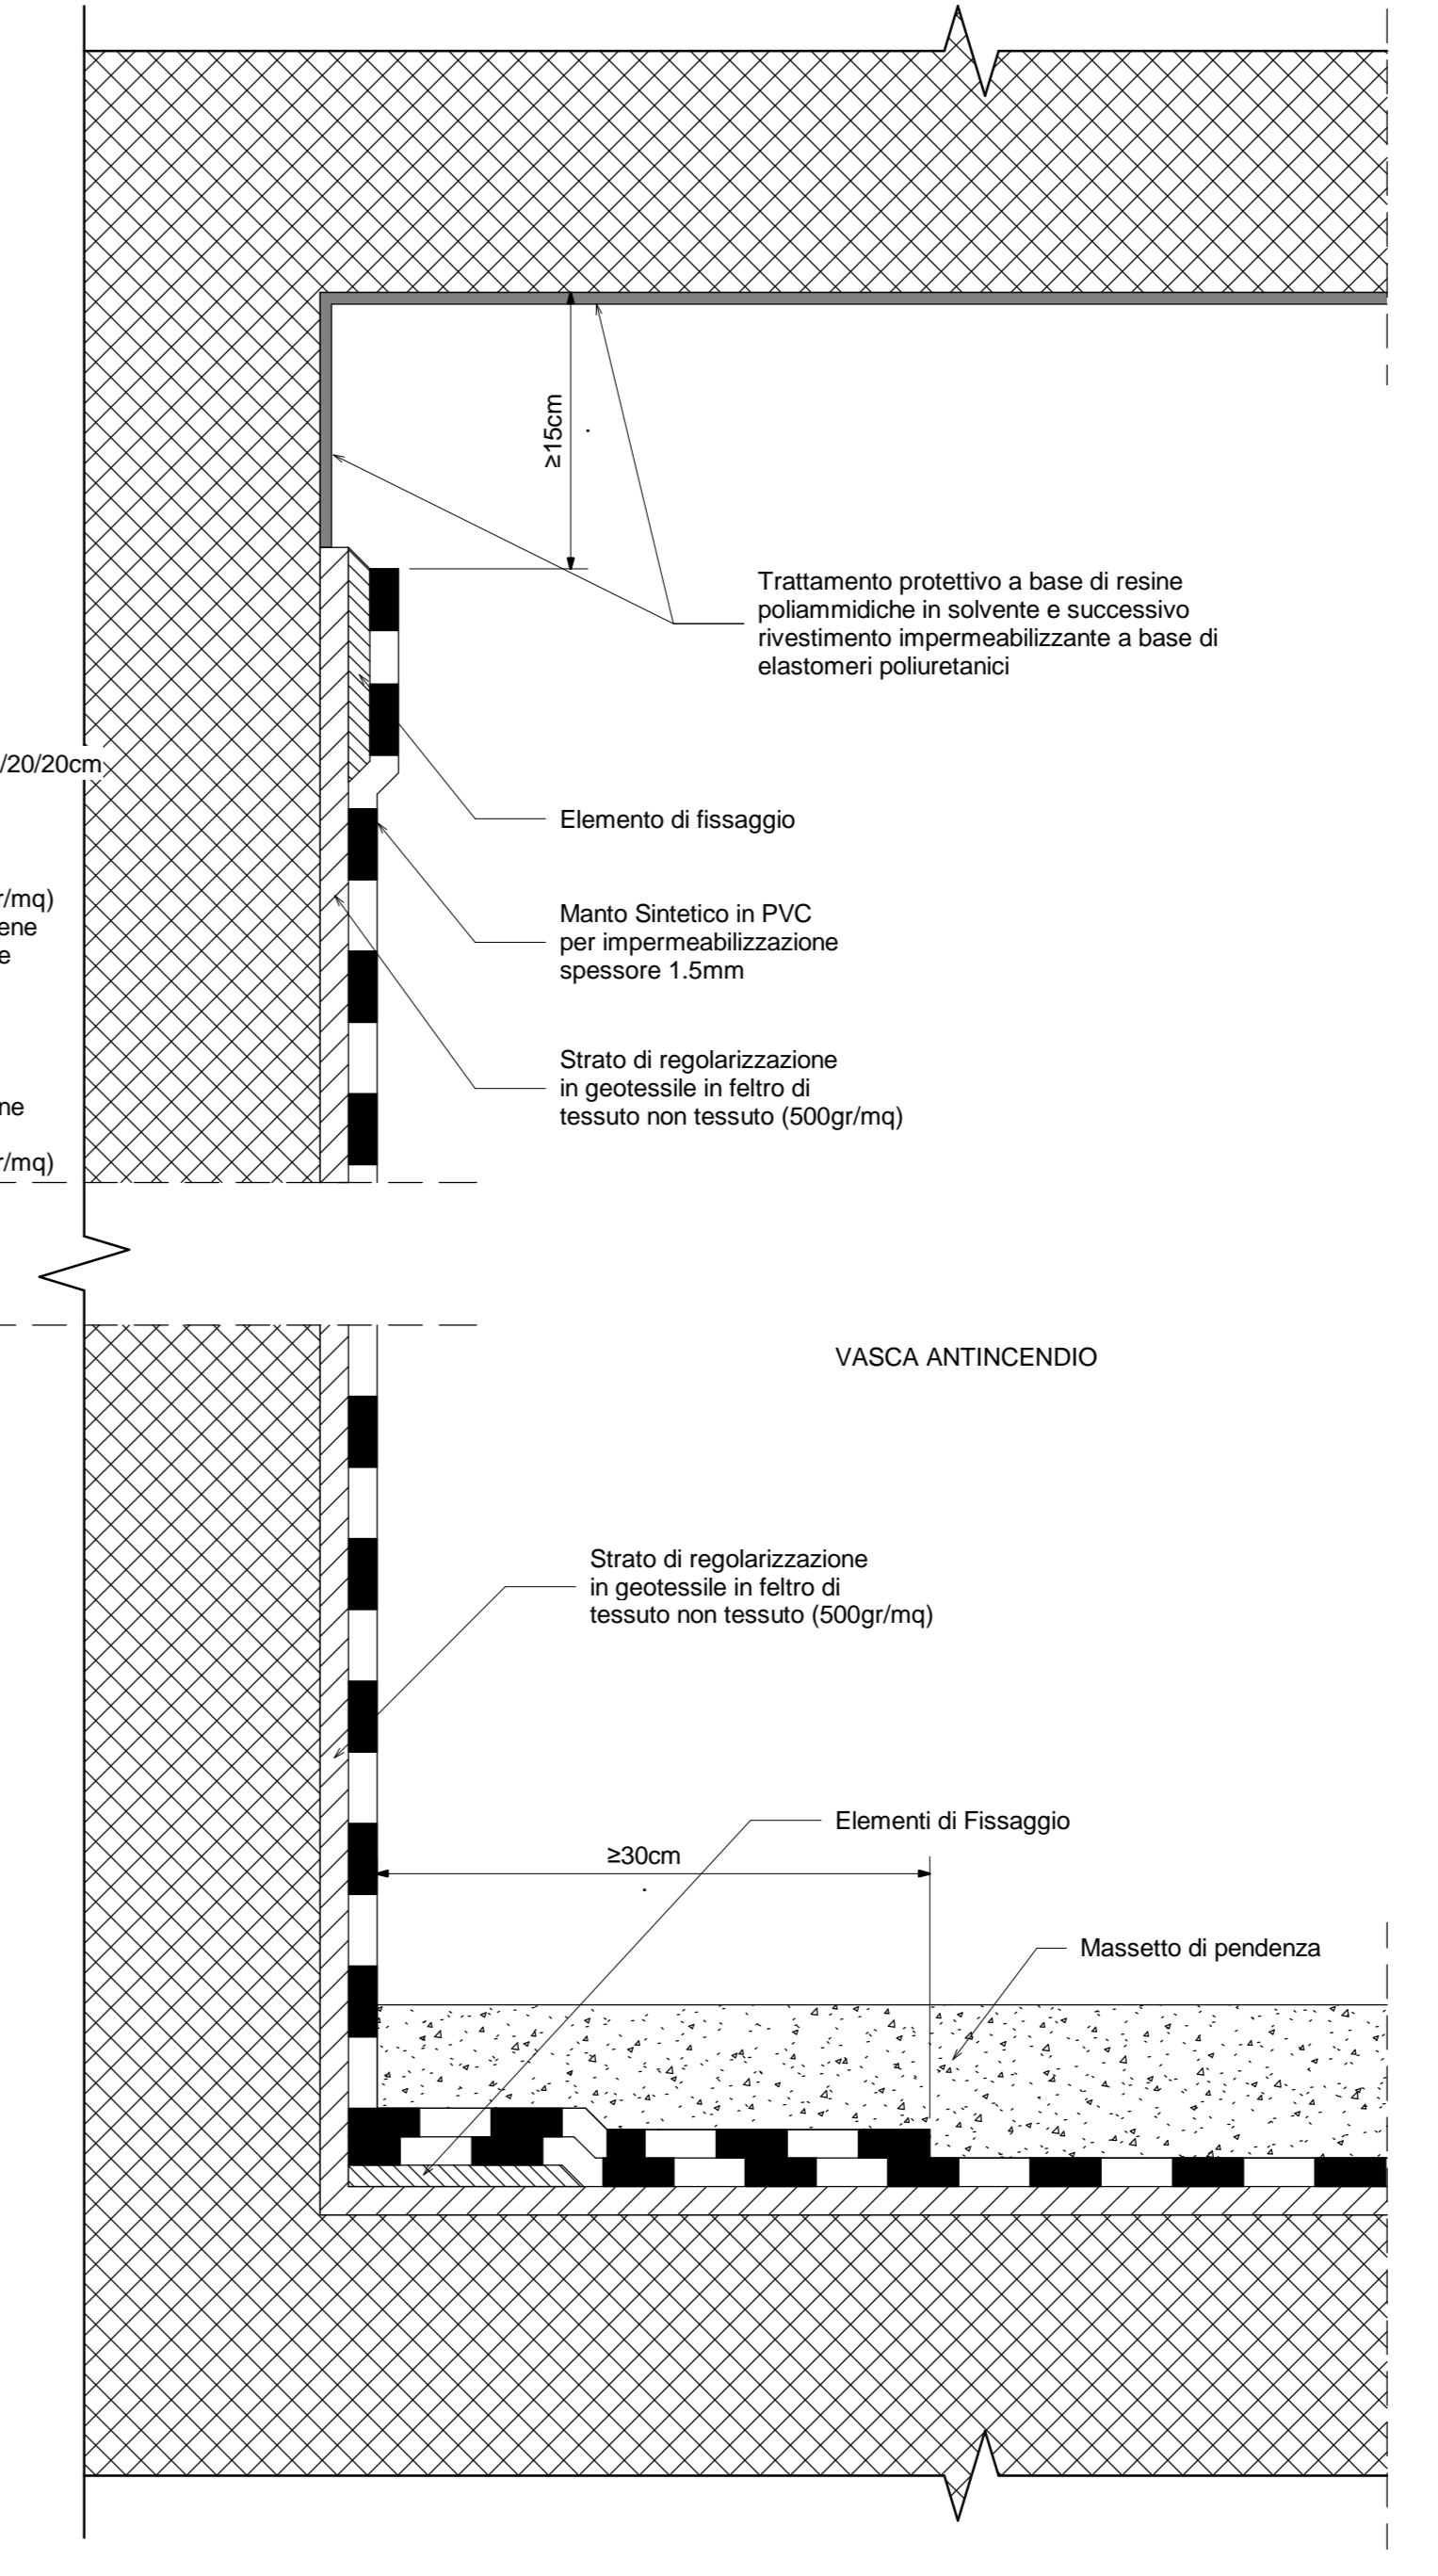 ≥15cm
Trattamento protettivo a base di resine
poliammidiche in solvente e successivo
rivestimento impermeabilizzante a base di
elastomeri poliuretanici
/20/20cm
Elemento di fissaggio
r/mq)
ene
e
Manto Sintetico in PVC
per impermeabilizzazione
spessore 1.5mm
Strato di regolarizzazione
in geotessile in feltro di
tessuto non tessuto (500gr/mq)
ne
r/mq)
VASCA ANTINCENDIO
Strato di regolarizzazione
in geotessile in feltro di
tessuto non tessuto (500gr/mq)
Elementi di Fissaggio
≥30cm
Massetto di pendenza